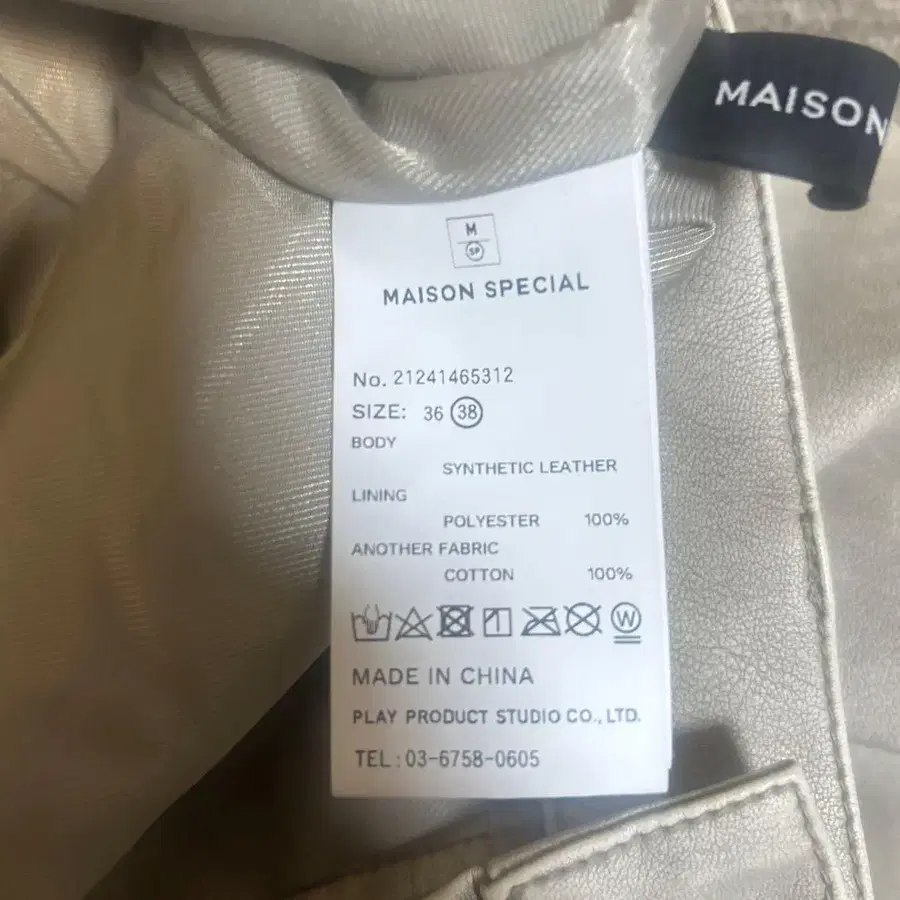 MAISON
M
SP
MAISON SPECIAL
No. 21241465312
SIZE: 36 38
BODY
SYNTHETIC LEATHER
LINING
POLYESTER 100%
ANOTHER FABRIC
COTTON 100%
W
MADE IN CHINA
PLAY PRODUCT STUDIO CO., LTD.
TEL : 03-6758-0605